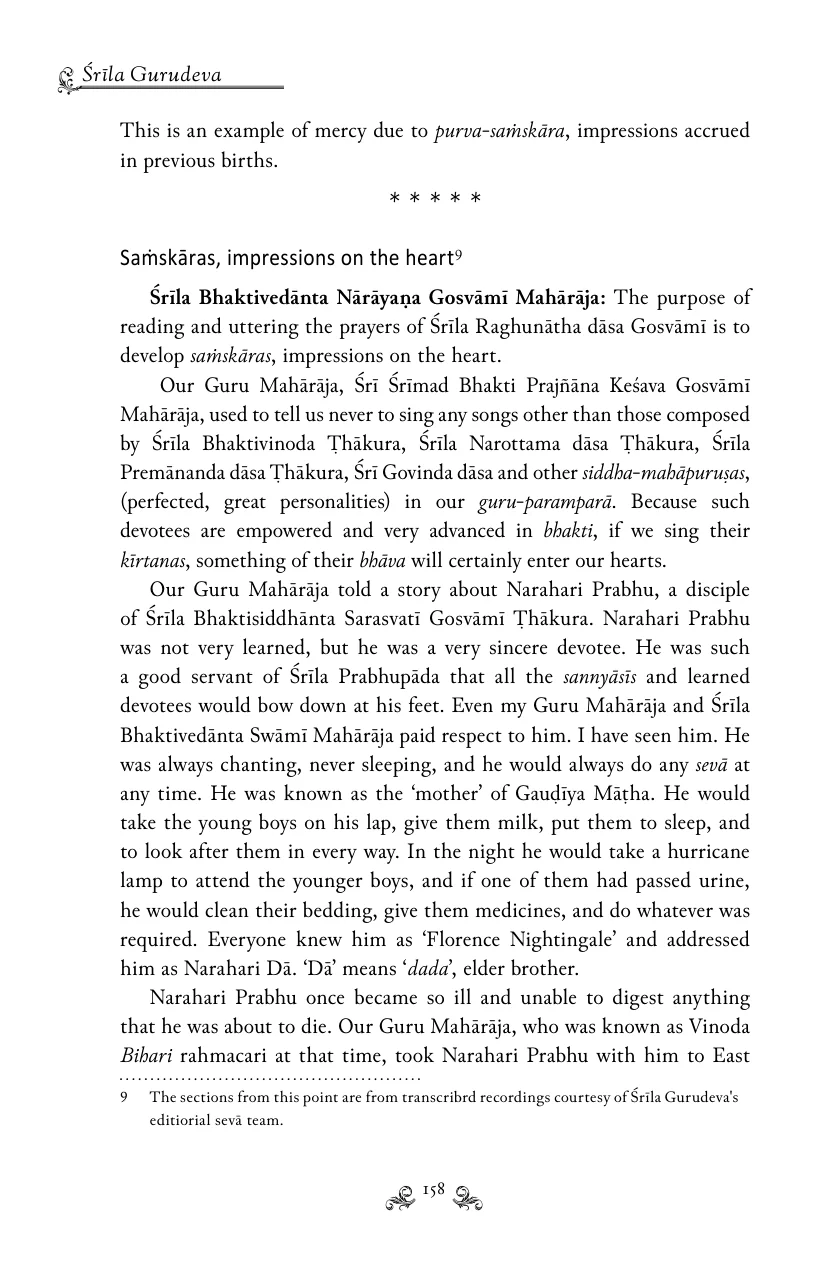 Śrīla Gurudeva
This is an example of mercy due to purva-saṁskāra, impressions accrued
in previous births.
* * * * *
Saṁskāras, impressions on the heart9
Śrīla Bhaktivedānta Nārāyaṇa Gosvāmī Mahārāja: The purpose of
reading and uttering the prayers of Śrīla Raghunātha dāsa Gosvāmī is to
develop saṁskāras, impressions on the heart.
Our Guru Mahārāja, Śrī Śrīmad Bhakti Prajñāna Keśava Gosvāmī
Mahārāja, used to tell us never to sing any songs other than those composed
by Śrīla Bhaktivinoda Ṭhākura, Śrīla Narottama dāsa Ṭhākura, Śrīla
Premānanda dāsa Ṭhākura, Śrī Govinda dāsa and other siddha-mahāpuruṣas,
(perfected, great personalities) in our guru-paramparā. Because such
devotees are empowered and very advanced in bhakti, if we sing their
kīrtanas, something of their bhāva will certainly enter our hearts.
Our Guru Mahārāja told a story about Narahari Prabhu, a disciple
of Śrīla Bhaktisiddhānta Sarasvatī Gosvāmī Ṭhākura. Narahari Prabhu
was not very learned, but he was a very sincere devotee. He was such
a good servant of Śrīla Prabhupāda that all the sannyāsīs and learned
devotees would bow down at his feet. Even my Guru Mahārāja and Śrīla
Bhaktivedānta Swāmī Mahārāja paid respect to him. I have seen him. He
was always chanting, never sleeping, and he would always do any sevā at
any time. He was known as the ‘mother’ of Gauḍīya Māṭha. He would
take the young boys on his lap, give them milk, put them to sleep, and
to look after them in every way. In the night he would take a hurricane
lamp to attend the younger boys, and if one of them had passed urine,
he would clean their bedding, give them medicines, and do whatever was
required. Everyone knew him as ‘Florence Nightingale’ and addressed
him as Narahari Dā. ‘Dā’ means ‘dada’, elder brother.
Narahari Prabhu once became so ill and unable to digest anything
that he was about to die. Our Guru Mahārāja, who was known as Vinoda
Bihari rahmacari at that time, took Narahari Prabhu with him to East
9 The sections from this point are from transcribrd recordings courtesy of Śrīla Gurudeva's
editiorial sevā team.
158